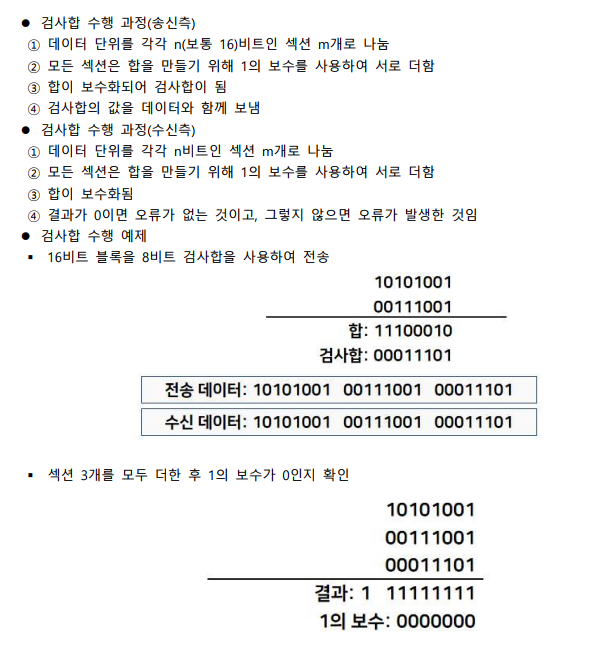 ● 검사합 수행 과정(송신측)
① 데이터 단위를 각각 n(보통 16)비트인 섹션 m개로 나눔
② 모든 섹션은 합을 만들기 위해 1의 보수를 사용하여 서로 더함
③ 합이 보수화되어 검사합이 됨
④ 검사합의 값을 데이터와 함께 보냄
● 검사합 수행 과정(수신측)
① 데이터 단위를 각각 n비트인 섹션 m개로 나눔
② 모든 섹션은 합을 만들기 위해 1의 보수를 사용하여 서로 더함
③ 합이 보수화됨
④ 결과가 0이면 오류가 없는 것이고, 그렇지 않으면 오류가 발생한 것임
● 검사합 수행 예제
▪ 16비트 블록을 8비트 검사합을 사용하여 전송
10101001
00111001
합: 11100010
검사합: 00011101
전송 데이터: 10101001 00111001 00011101
수신 데이터: 10101001 00111001 00011101
▪ 섹션 3개를 모두 더한 후 1의 보수가 0인지 확인
10101001
00111001
00011101
결과: 1 11111111
1의 보수: 0000000